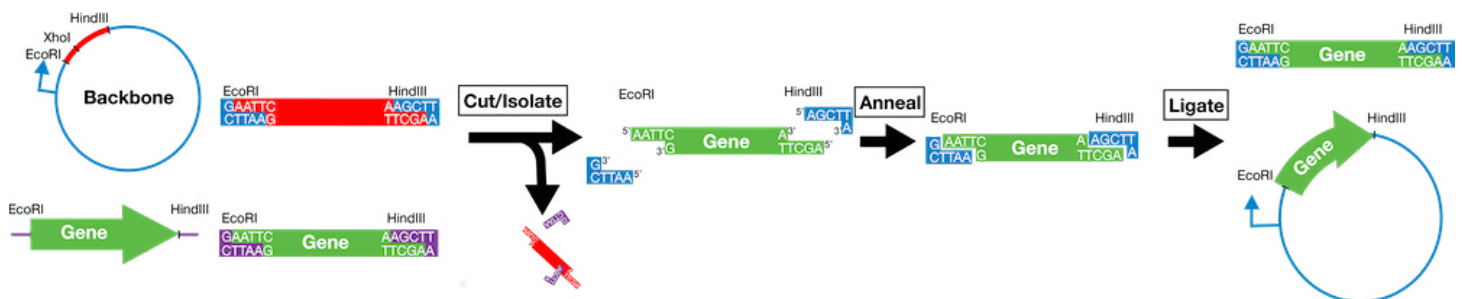 HindIII
XhoI
EcoRI
Backbone
EcoRI HindIII
GAATTC AAGCTT
CTTAAG TTCGAA
EcoRI HindIII
Gene
EcoRI HindIII
GAATTC AAGCTT
Gene
CTTAAG TTCGAA
Cut/Isolate
EcoRI HindIII
5' AGCTT
3' A
5' AATTC A 3'
Gene
3' G TTCGA 5'
G 3'
CTTAA 5'
Anneal
EcoRI HindIII
G AATTC A AGCTT
Gene
CTTAA G TTCGA A
Ligate
EcoRI HindIII
GAATTC AAGCTT
Gene
CTTAAG TTCGAA
HindIII
Gene
EcoRI